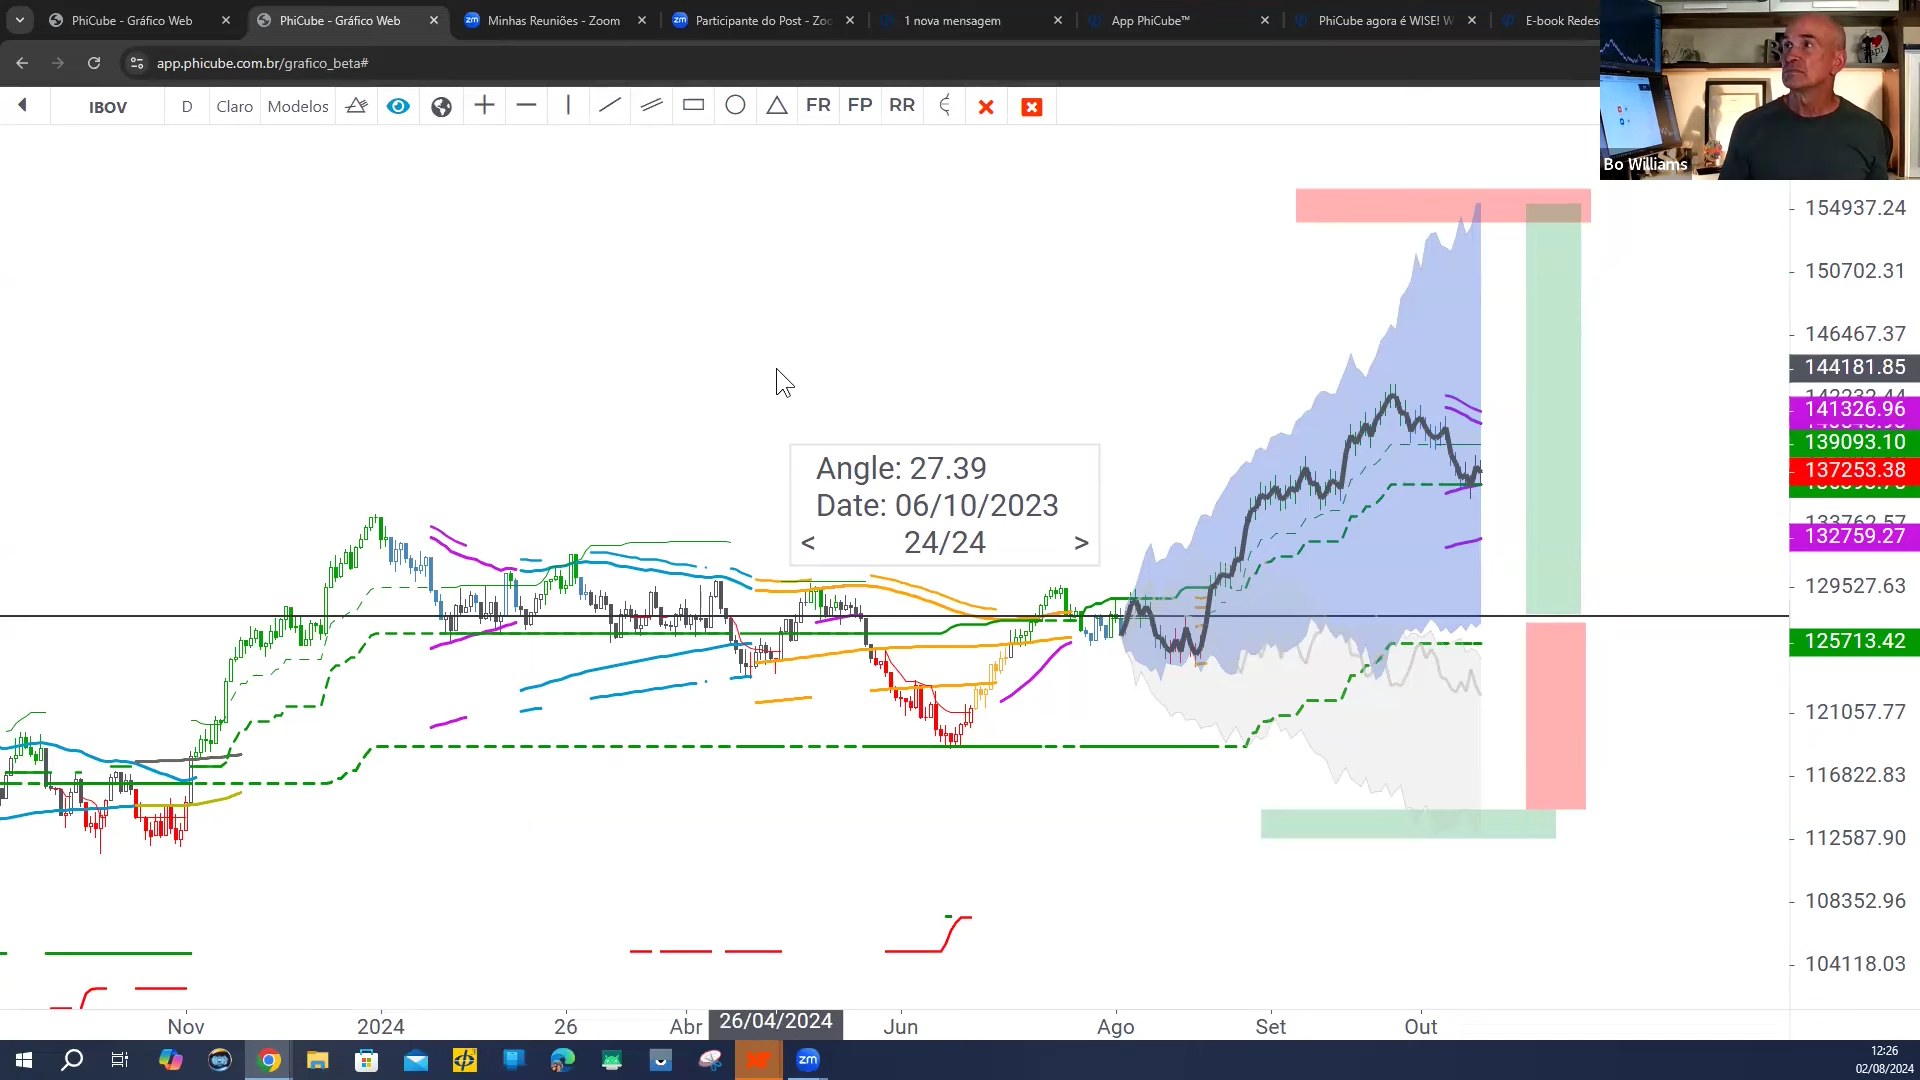 PhiCube - Gráfico Web
PhiCube - Gráfico Web
Minhas Reuniões - Zoom
Participante do Post - Zoo
1 nova mensagem
App PhiCube™
PhiCube agora é WISE! W
E-book Redes
app.phicube.com.br/grafico_beta#
IBOV
D
Claro
Modelos
FR
FP
RR
Bo Williams
154937.24
150702.31
146467.37
144181.85
141326.96
139093.10
137253.38
133762.57
132759.27
129527.63
125713.42
121057.77
116822.83
112587.90
108352.96
104118.03
Angle: 27.39
Date: 06/10/2023
< 24/24 >
Nov
2024
26
Abr
26/04/2024
Jun
Ago
Set
Out
zm
12:26
02/08/2024